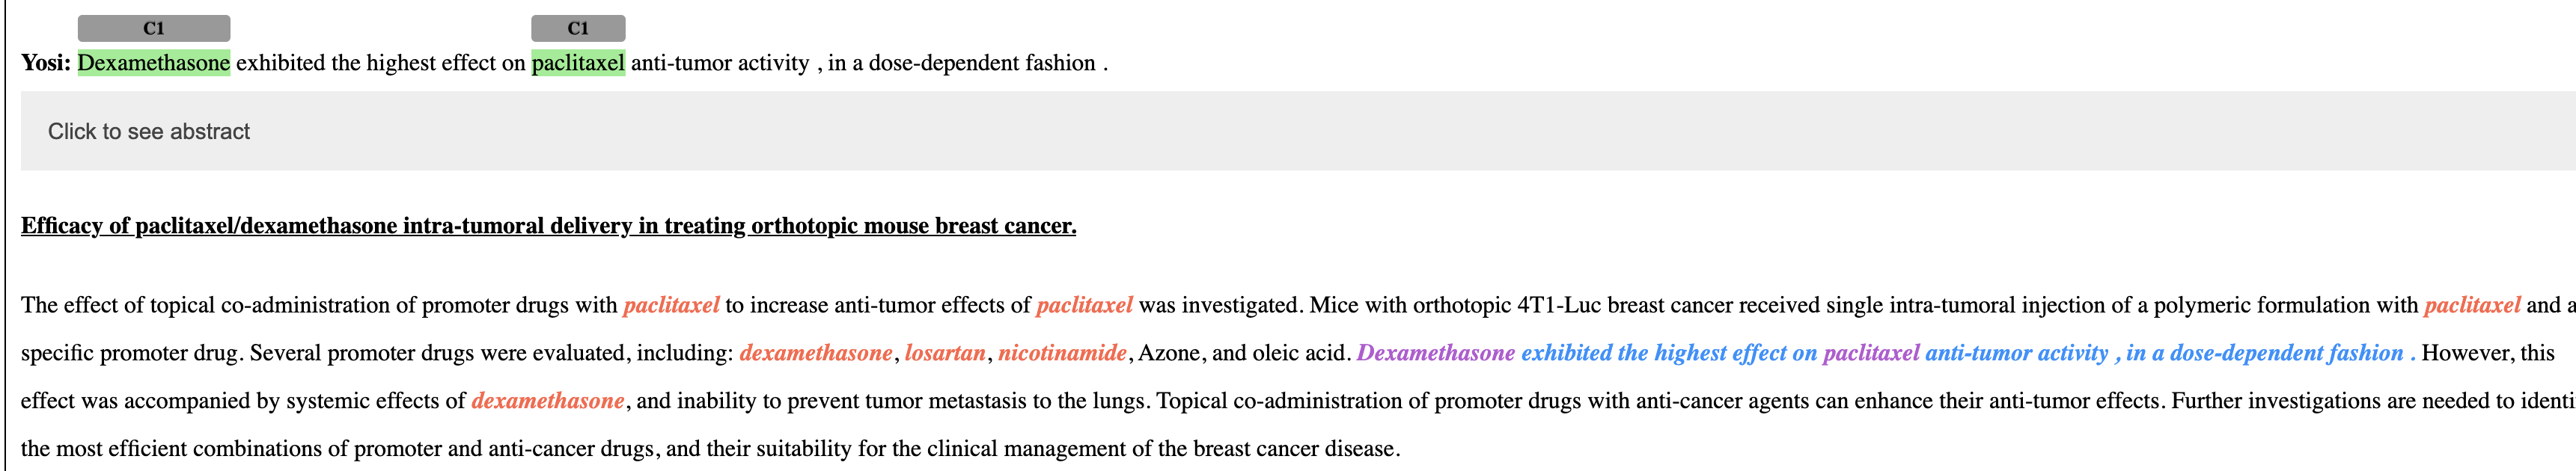 C1 C1
Yosi: Dexamethasone exhibited the highest effect on paclitaxel anti-tumor activity , in a dose-dependent fashion .
Click to see abstract
Efficacy of paclitaxel/dexamethasone intra-tumoral delivery in treating orthotopic mouse breast cancer.
The effect of topical co-administration of promoter drugs with paclitaxel to increase anti-tumor effects of paclitaxel was investigated. Mice with orthotopic 4T1-Luc breast cancer received single intra-tumoral injection of a polymeric formulation with paclitaxel and a
specific promoter drug. Several promoter drugs were evaluated, including: dexamethasone, losartan, nicotinamide, Azone, and oleic acid. Dexamethasone exhibited the highest effect on paclitaxel anti-tumor activity , in a dose-dependent fashion . However, this
effect was accompanied by systemic effects of dexamethasone, and inability to prevent tumor metastasis to the lungs. Topical co-administration of promoter drugs with anti-cancer agents can enhance their anti-tumor effects. Further investigations are needed to identi
the most efficient combinations of promoter and anti-cancer drugs, and their suitability for the clinical management of the breast cancer disease.